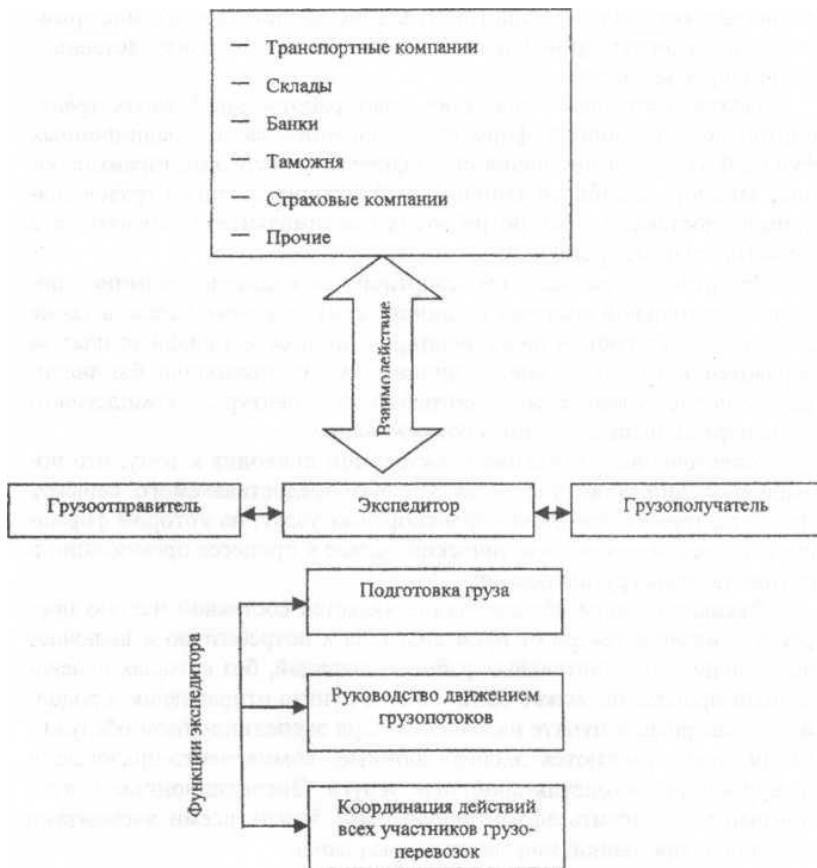 — Транспортные компании
— Склады
— Банки
— Таможня
— Страховые компании
— Прочие
Взаимолействие
Грузоотправитель
Экспедитор
Грузополучатель
Функции экспедитора
Подготовка груза
Руководство движением
грузопотоков
Координация действий
всех участников грузо-
перевозок